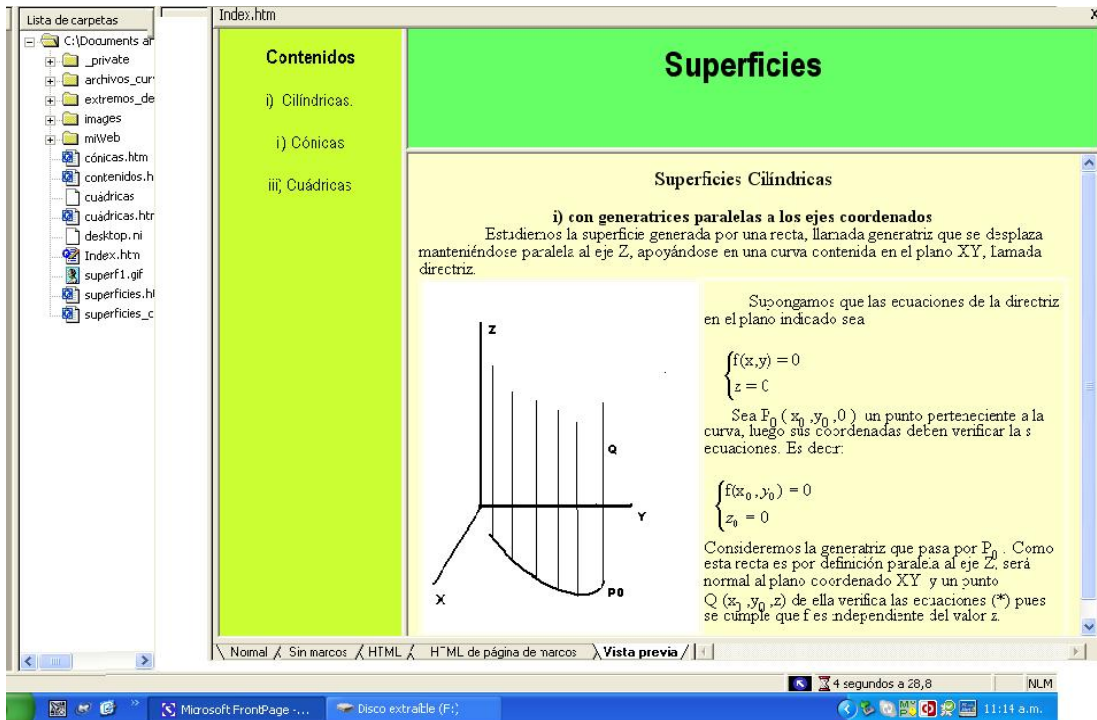 Lista de carpetas
C:\Documents ar
_private
archivos_cur
extremos_de
images
miWeb
cónicas.htm
contenidos.h
cuádricas
cuádricas.htr
desktop.ni
Index.htm
superf1.gif
superficies.hl
superficies_c
Index.htm
X
Contenidos
i) Cilíndricas.
i) Cónicas
iii) Cuádricas
Superficies
Superficies Cilíndricas
i) con generatrices paralelas a los ejes coordenados
Estudiemos la superficie generada por una recta, llamada generatriz que se desplaza
manteniéndose paralela al eje Z, apoyándose en una curva contenida en el plano XY, llamada
directriz.
Z
Q
Y
X
P0
Supongamos que las ecuaciones de la directriz
en el plano indicado sea
f(x,y) = 0
z = 0
Sea P0 ( x0 ,y0 ,0 ) un punto perteneciente a la
curva, luego sus coordenadas deben verificar la s
ecuaciones. Es decir:
f(x0 , y0) = 0
z0 = 0
Consideremos la generatriz que pasa por P0 . Como
esta recta es por definición paralela al eje Z, será
normal al plano coordenado XY y un punto
Q (x0 ,y0 ,z) de ella verifica las ecuaciones (*) pues
se cumple que f es independiente del valor z.
Normal / Sin marcos / HTML / HTML de página de marcos \ Vista previa /
4 segundos a 28,8 NUM
Microsoft FrontPage -... Disco extraíble (F:) 11:14 a.m.